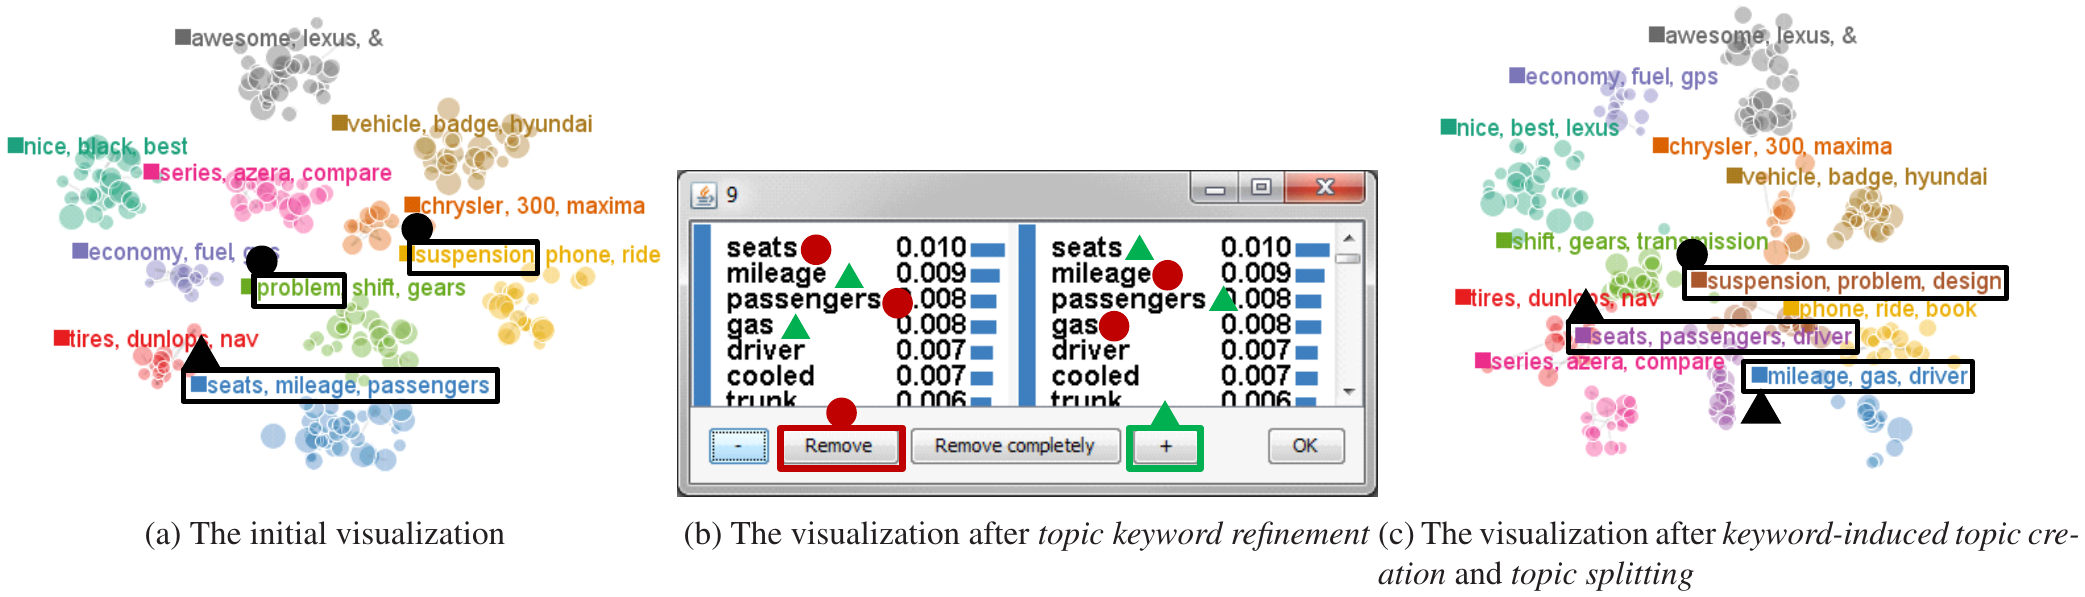 awesome, lexus, &
vehicle, badge, hyundai
nice, black, best
series, azera, compare
chrysler, 300, maxima
economy, fuel, gps
suspension, phone, ride
problem, shift, gears
tires, dunlops, nav
seats, mileage, passengers
(a) The initial visualization
9
seats 0.010
mileage 0.009
passengers 0.008
gas 0.008
driver 0.007
cooled 0.007
trunk 0.006
seats 0.010
mileage 0.009
passengers 0.008
gas 0.008
driver 0.007
cooled 0.007
trunk 0.006
- Remove Remove completely + OK
(b) The visualization after topic keyword refinement
awesome, lexus, &
economy, fuel, gps
nice, best, lexus
chrysler, 300, maxima
vehicle, badge, hyundai
shift, gears, transmission
suspension, problem, design
tires, dunlops, nav
phone, ride, book
seats, passengers, driver
series, azera, compare
mileage, gas, driver
(c) The visualization after keyword-induced topic cre-
ation and topic splitting